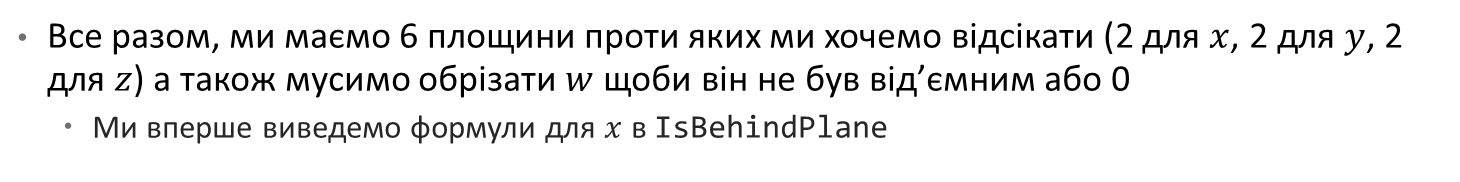 • Все разом, ми маємо 6 площини проти яких ми хочемо відсікати (2 для x, 2 для y, 2
для z) а також мусимо обрізати w щоби він не був від’ємним або 0
• Ми вперше виведемо формули для x в IsBehindPlane